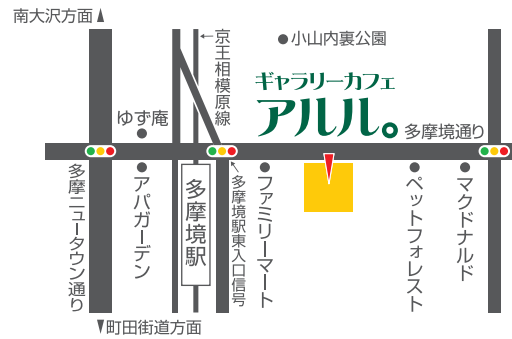 南大沢方面
京王相模原線
小山内裏公園
ギャラリーカフェ
アルル。
ゆず庵
多摩境通り
多摩ニュータウン通り
アパガーデン
多摩境駅
多摩境駅東入口信号
ファミリーマート
ペットフォレスト
マクドナルド
町田街道方面